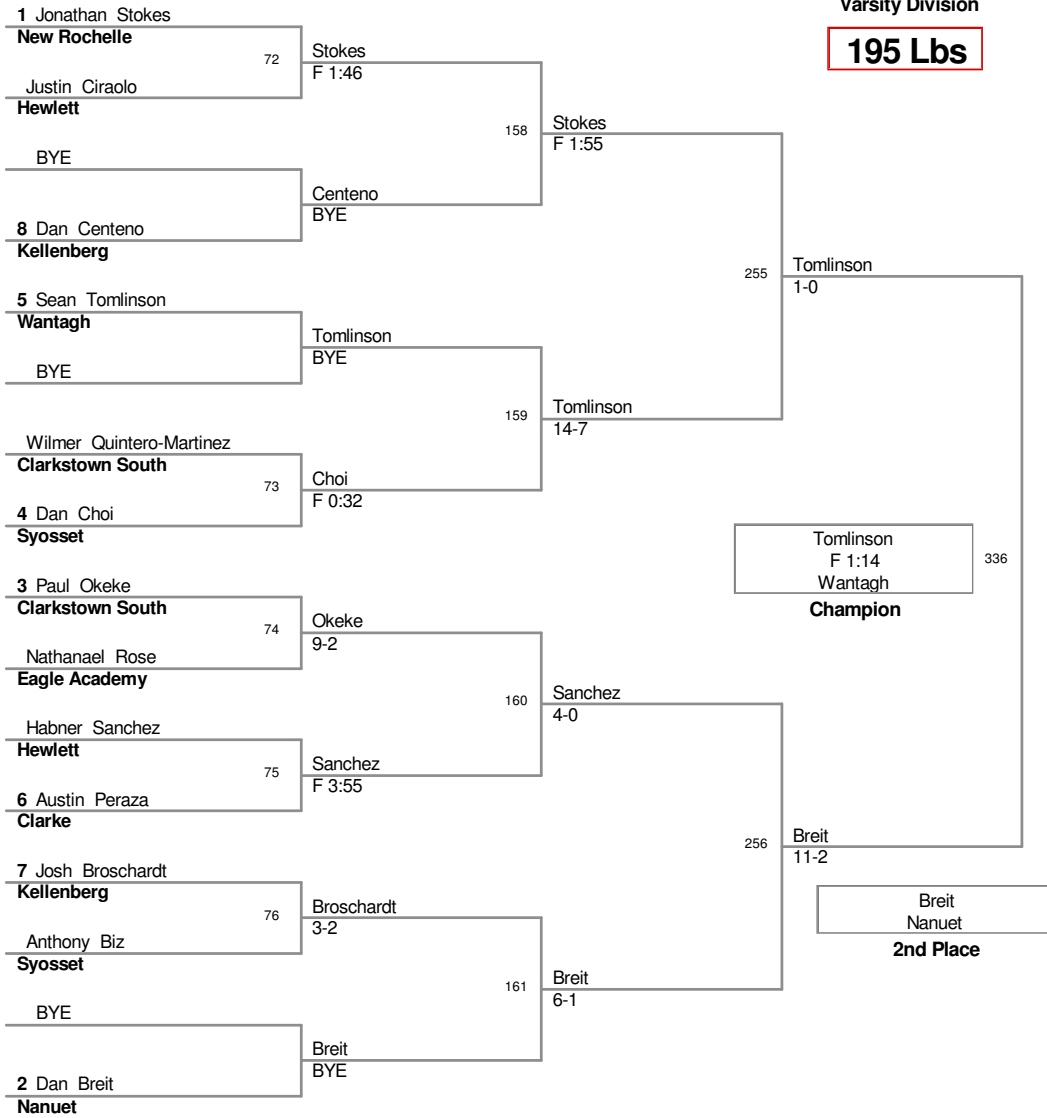 Varsity Division
195 Lbs
1 Jonathan Stokes
New Rochelle
72
Stokes
F 1:46
Justin Ciraolo
Hewlett
158
Stokes
F 1:55
BYE
Centeno
BYE
8 Dan Centeno
Kellenberg
255
Tomlinson
1-0
5 Sean Tomlinson
Wantagh
Tomlinson
BYE
BYE
159
Tomlinson
14-7
Wilmer Quintero-Martinez
Clarkstown South
73
Choi
F 0:32
4 Dan Choi
Syosset
Tomlinson
F 1:14
Wantagh
Champion
336
3 Paul Okeke
Clarkstown South
74
Okeke
9-2
Nathanael Rose
Eagle Academy
160
Sanchez
4-0
Habner Sanchez
Hewlett
75
Sanchez
F 3:55
6 Austin Peraza
Clarke
256
Breit
11-2
7 Josh Broschardt
Kellenberg
76
Broschardt
3-2
Anthony Biz
Syosset
Breit
Nanuet
2nd Place
161
Breit
6-1
BYE
Breit
BYE
2 Dan Breit
Nanuet